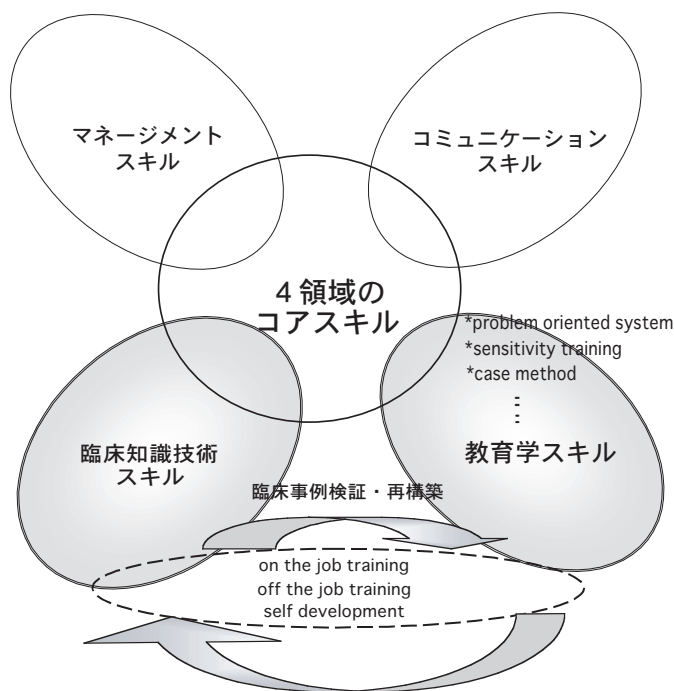 マネージメント
スキル
コミュニケーション
スキル
4領域の
コアスキル
*problem oriented system
*sensitivity training
*case method
⋮
臨床知識技術
スキル
教育学スキル
臨床事例検証・再構築
on the job training
off the job training
self development